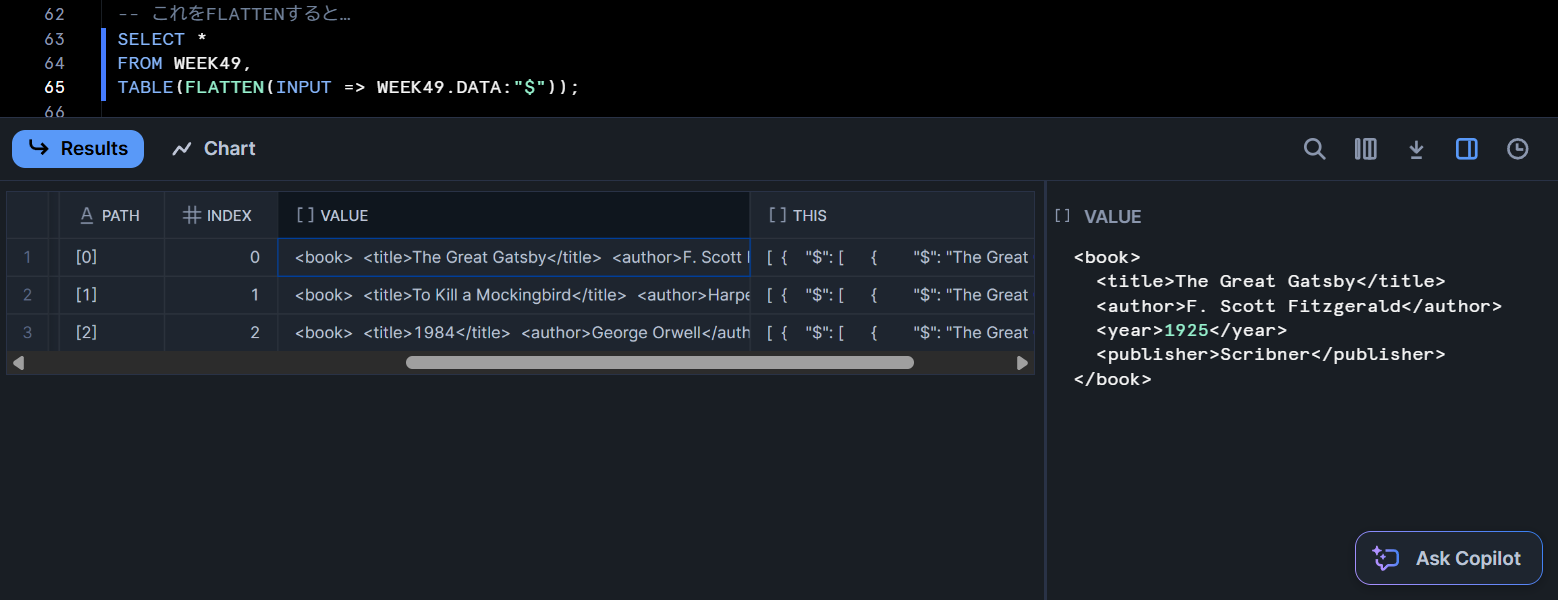 62 -- これをFLATTENすると…
63 SELECT *
64 FROM WEEK49,
65 TABLE(FLATTEN(INPUT => WEEK49.DATA:"$"));
66
Results Chart
A PATH # INDEX [ ] VALUE [ ] THIS
1 [0] 0 <book> <title>The Great Gatsby</title> <author>F. Scott [ { "$": [ { "$": "The Great
2 [1] 1 <book> <title>To Kill a Mockingbird</title> <author>Harpe [ { "$": [ { "$": "The Great
3 [2] 2 <book> <title>1984</title> <author>George Orwell</auth [ { "$": [ { "$": "The Great
[ ] VALUE
<book>
<title>The Great Gatsby</title>
<author>F. Scott Fitzgerald</author>
<year>1925</year>
<publisher>Scribner</publisher>
</book>
Ask Copilot